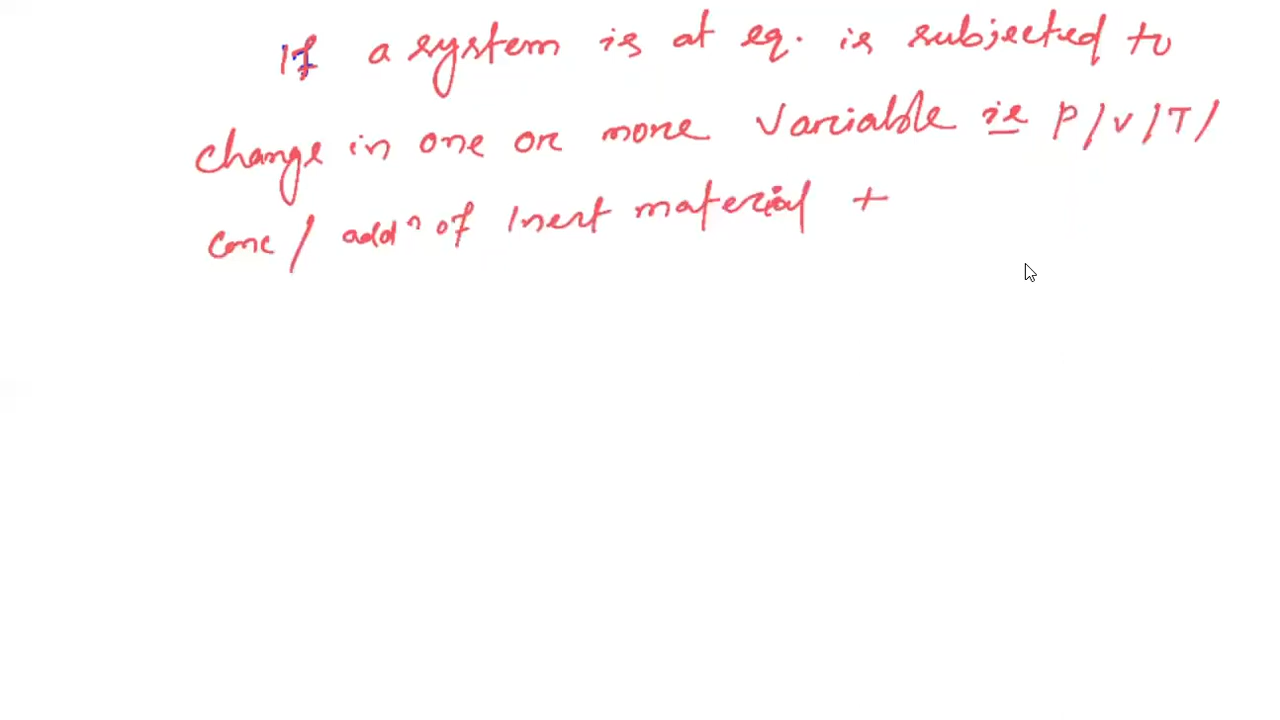 If a system is at eq. is subjected to
change in one or more variable ie P/V/T/
conc/ addⁿ of Inert material +